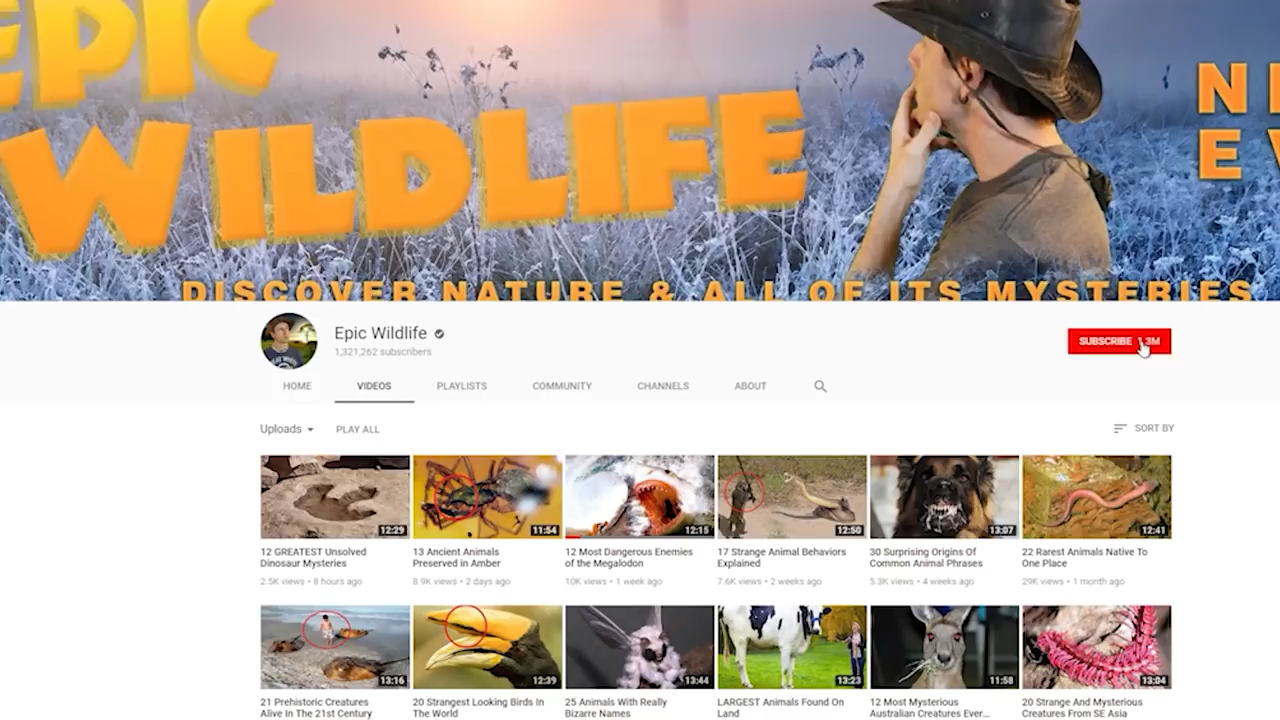 EPIC
WILDLIFE
DISCOVER NATURE & ALL OF ITS MYSTERIES
Epic Wildlife
1,321,262 subscribers
SUBSCRIBE
HOME
VIDEOS
PLAYLISTS
COMMUNITY
CHANNELS
ABOUT
Uploads
PLAY ALL
SORT BY
12:29
11:54
12:15
12:50
13:07
12:41
12 GREATEST Unsolved
Dinosaur Mysteries
2.5K views • 8 hours ago
13 Ancient Animals
Preserved in Amber
8.9K views • 2 days ago
12 Most Dangerous Enemies
of the Megalodon
10K views • 1 week ago
17 Strange Animal Behaviors
Explained
7.6K views • 2 weeks ago
30 Surprising Origins Of
Common Animal Phrases
5.3K views • 4 weeks ago
22 Rarest Animals Native To
One Place
29K views • 1 month ago
13:16
12:39
13:44
13:23
11:58
13:04
21 Prehistoric Creatures
Alive In The 21st Century
20 Strangest Looking Birds In
The World
25 Animals With Really
Bizarre Names
LARGEST Animals Found On
Land
12 Most Mysterious
Australian Creatures Ever...
20 Strange And Mysterious
Creatures From SE Asia